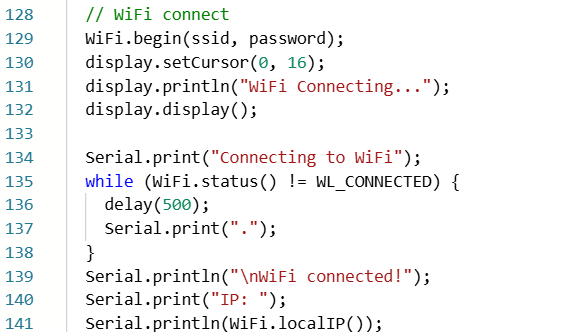 128 // WiFi connect
129 WiFi.begin(ssid, password);
130 display.setCursor(0, 16);
131 display.println("WiFi Connecting...");
132 display.display();
133
134 Serial.print("Connecting to WiFi");
135 while (WiFi.status() != WL_CONNECTED) {
136 delay(500);
137 Serial.print(".");
138 }
139 Serial.println("\nWiFi connected!");
140 Serial.print("IP: ");
141 Serial.println(WiFi.localIP());